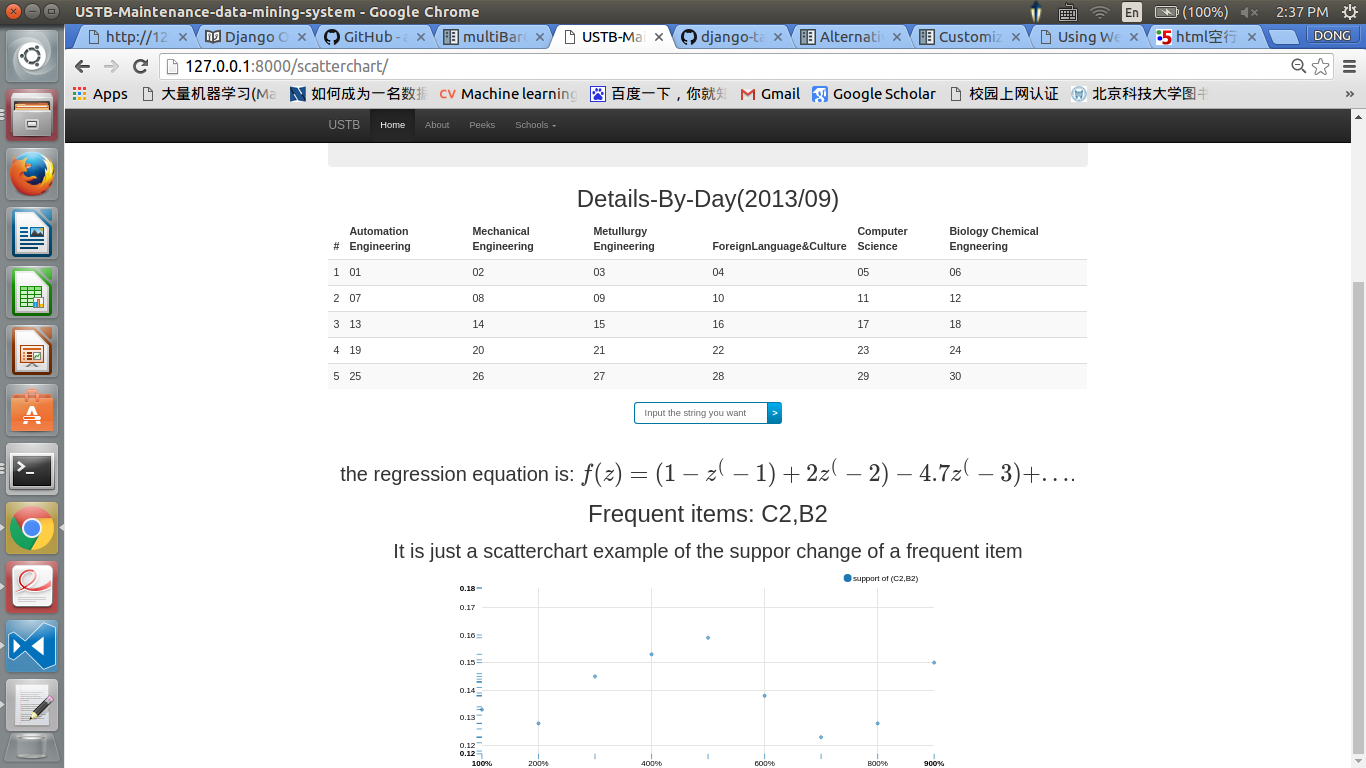 USTB-Maintenance-data-mining-system - Google Chrome
En (100%) 2:37 PM
http://12 Django O GitHub - a multiBarC USTB-Mai django-ta Alternativ Customiz Using We html空行 DONG
127.0.0.1:8000/scatterchart/
Apps 大量机器学习(Ma 如何成为一名数据 CV Machine learning 百度一下，你就知 Gmail Google Scholar 校园上网认证 北京科技大学图书 »
USTB Home About Peeks Schools
Details-By-Day(2013/09)
Automation Mechanical Metullurgy Computer Biology Chemical
# Engineering Engineering Engineering ForeignLanguage&Culture Science Engneering
1 01 02 03 04 05 06
2 07 08 09 10 11 12
3 13 14 15 16 17 18
4 19 20 21 22 23 24
5 25 26 27 28 29 30
Input the string you want >
the regression equation is: f(z) = (1 − z⁽ − 1) + 2z⁽ − 2) − 4.7z⁽ − 3)+….
Frequent items: C2,B2
It is just a scatterchart example of the suppor change of a frequent item
support of (C2,B2)
0.18
0.17
0.16
0.15
0.14
0.13
0.12
0.12
100% 200% 400% 600% 800% 900%